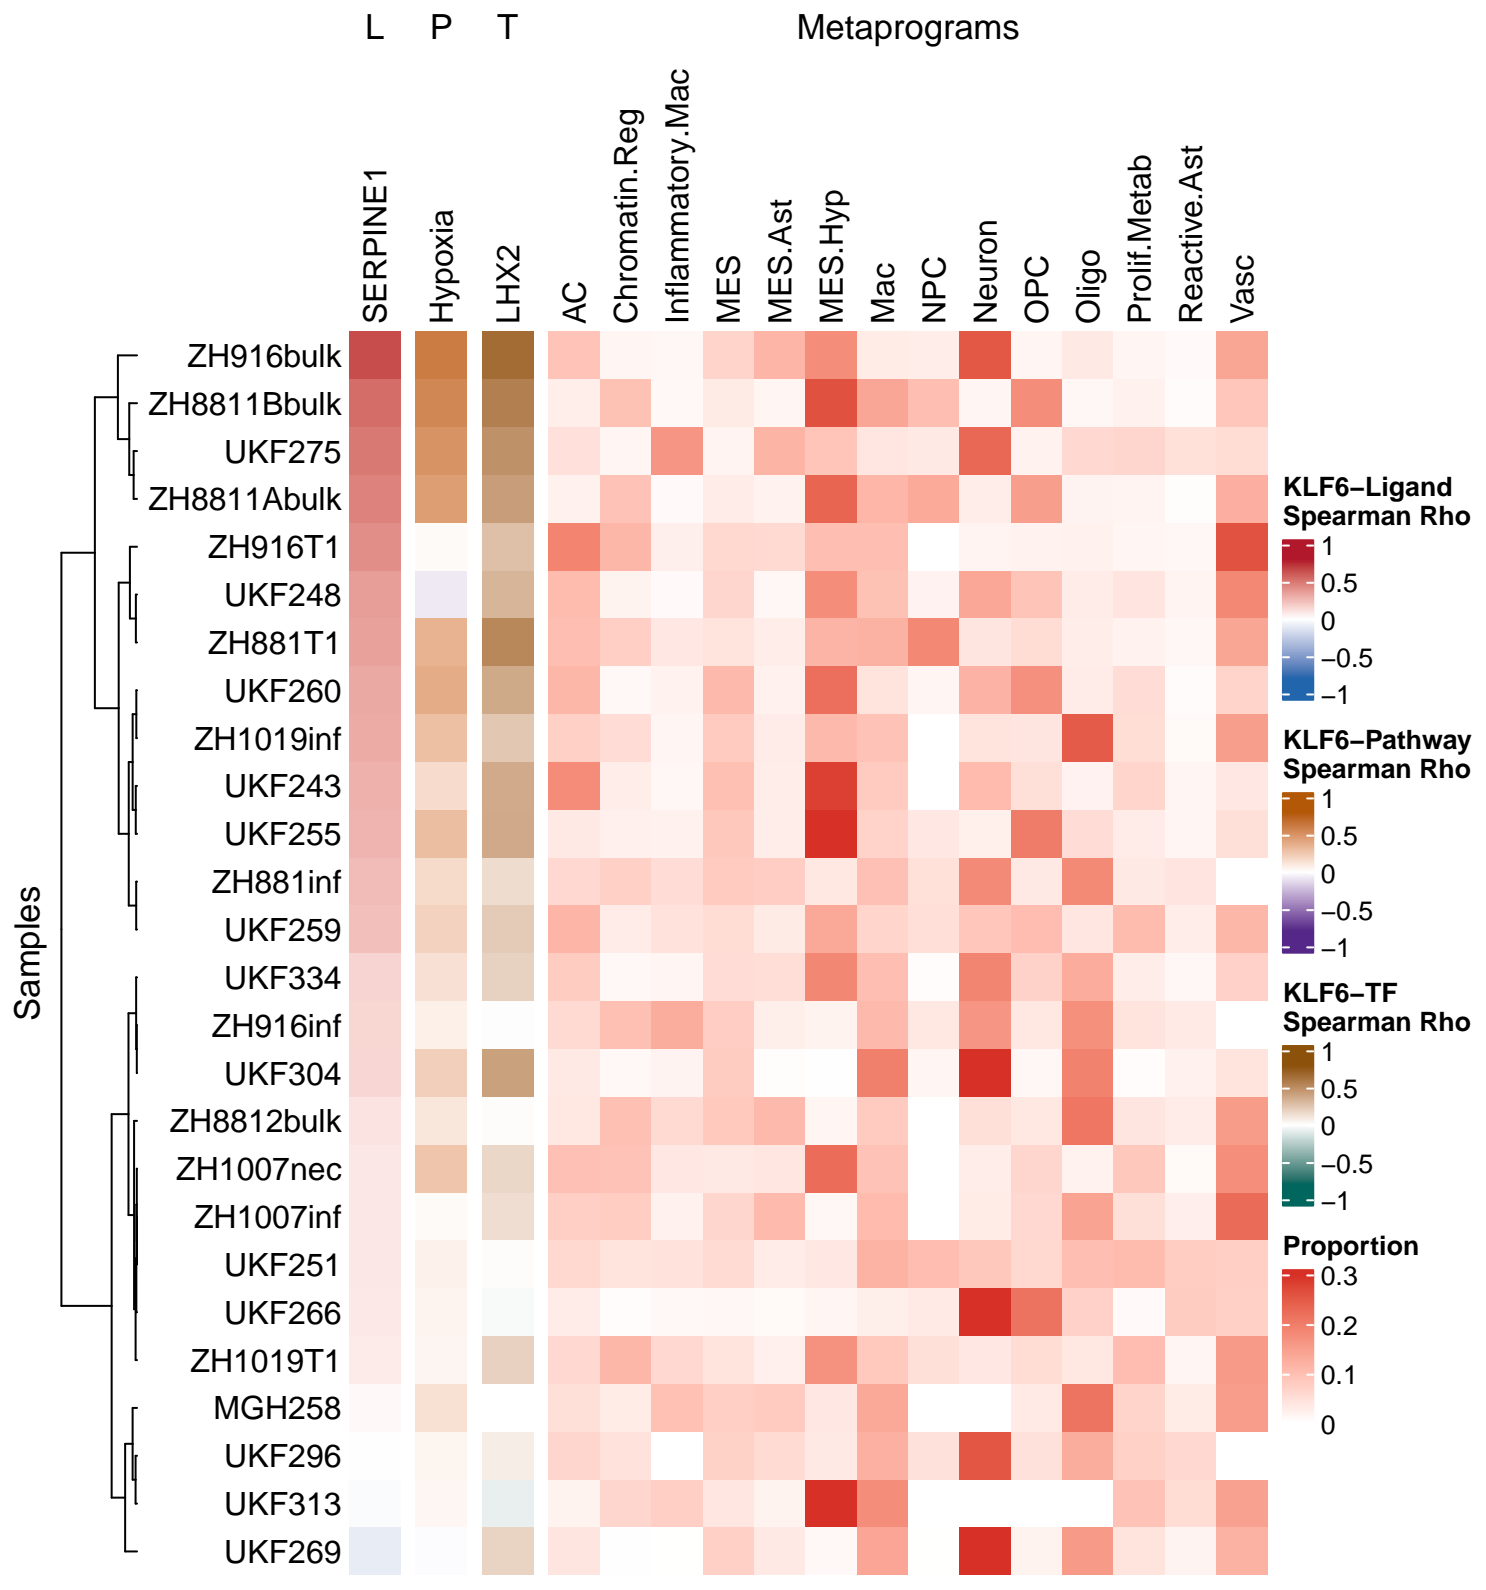 L P T Metaprograms
SERPINE1
Hypoxia
LHX2
AC
Chromatin.Reg
Inflammatory.Mac
MES
MES.Ast
MES.Hyp
Mac
NPC
Neuron
OPC
Oligo
Prolif.Metab
Reactive.Ast
Vasc
Samples
ZH916bulk
ZH8811Bbulk
UKF275
ZH8811Abulk
ZH916T1
UKF248
ZH881T1
UKF260
ZH1019inf
UKF243
UKF255
ZH881inf
UKF259
UKF334
ZH916inf
UKF304
ZH8812bulk
ZH1007nec
ZH1007inf
UKF251
UKF266
ZH1019T1
MGH258
UKF296
UKF313
UKF269
KLF6−Ligand
Spearman Rho
1
0.5
0
−0.5
−1
KLF6−Pathway
Spearman Rho
1
0.5
0
−0.5
−1
KLF6−TF
Spearman Rho
1
0.5
0
−0.5
−1
Proportion
0.3
0.2
0.1
0